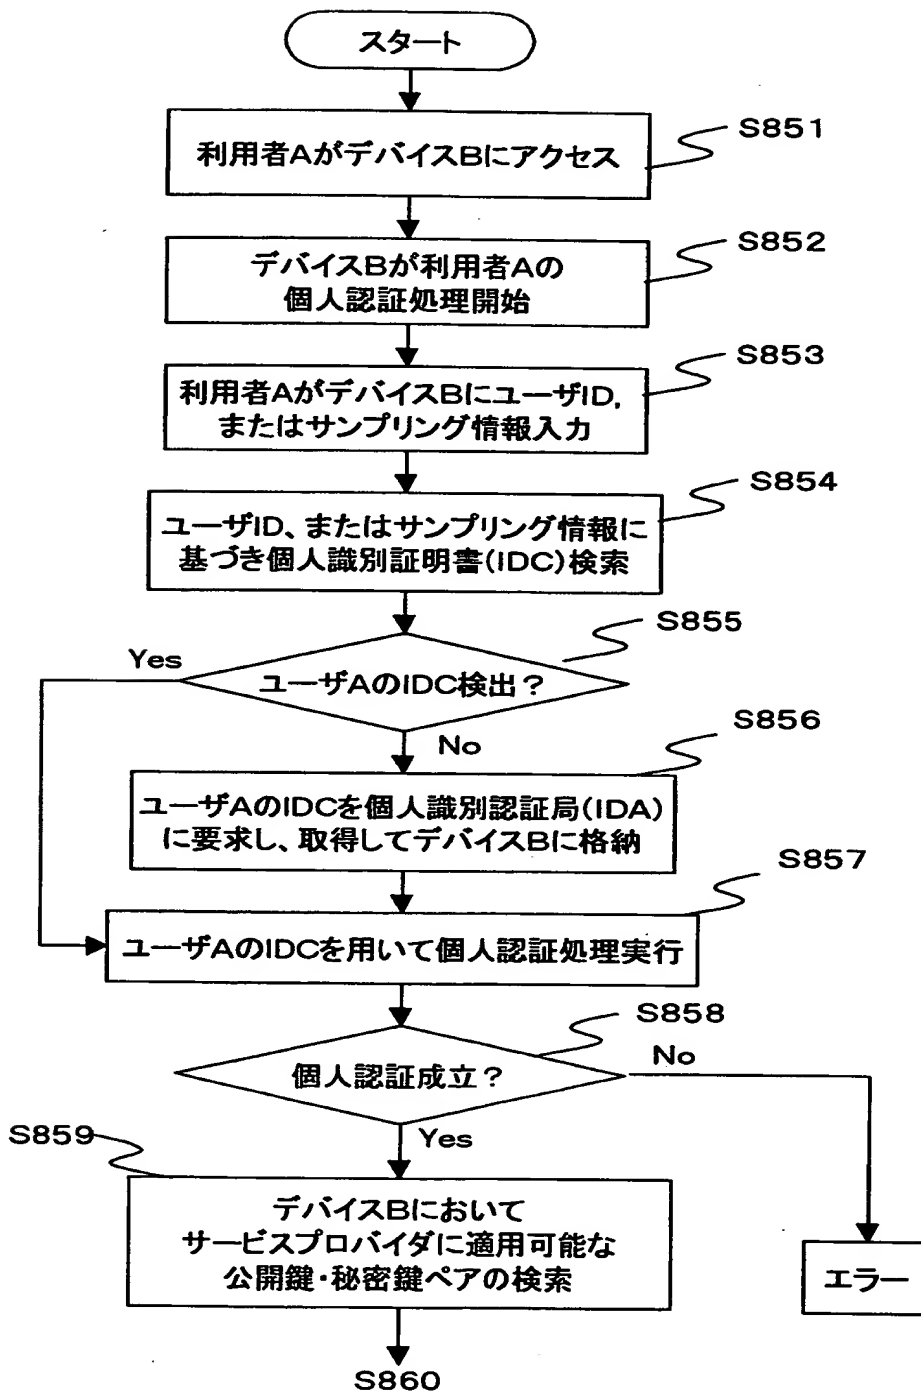 スタート
S851
利用者AがデバイスBにアクセス
S852
デバイスBが利用者Aの
個人認証処理開始
S853
利用者AがデバイスBにユーザID,
またはサンプリング情報入力
S854
ユーザID、またはサンプリング情報に
基づき個人識別証明書(IDC)検索
S855
Yes
ユーザAのIDC検出?
No
S856
ユーザAのIDCを個人識別認証局(IDA)
に要求し、取得してデバイスBに格納
S857
ユーザAのIDCを用いて個人認証処理実行
S858
個人認証成立?
No
Yes
S859
デバイスBにおいて
サービスプロバイダに適用可能な
公開鍵・秘密鍵ペアの検索
エラー
S860